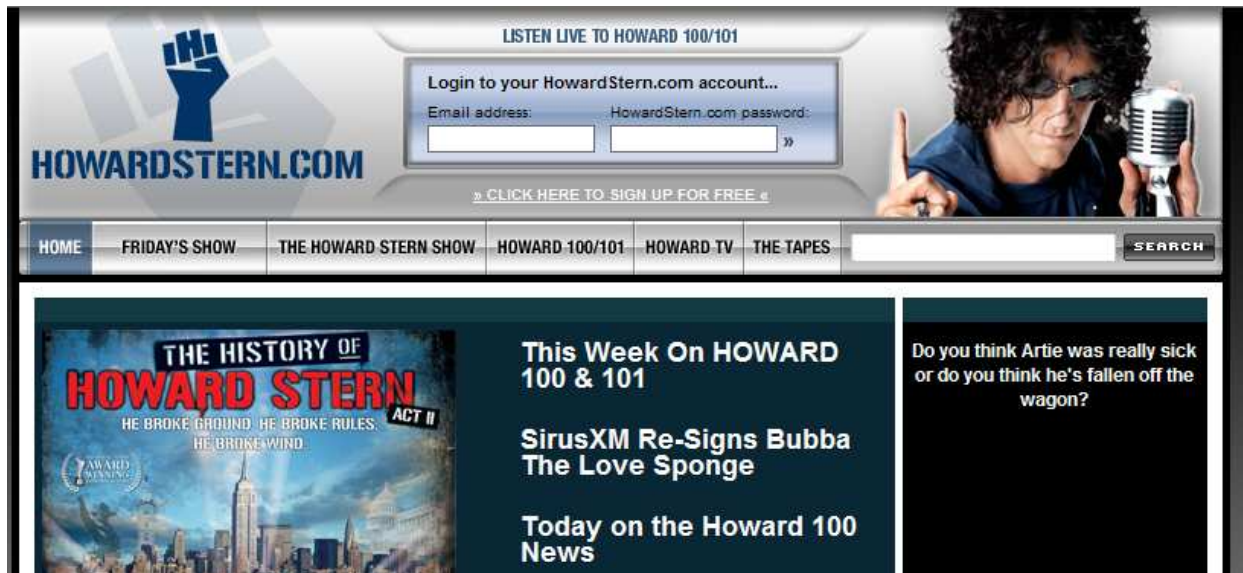 LISTEN LIVE TO HOWARD 100/101
Login to your HowardStern.com account...
Email address: HowardStern.com password:
»
HOWARDSTERN.COM
» CLICK HERE TO SIGN UP FOR FREE «
HOME FRIDAY'S SHOW THE HOWARD STERN SHOW HOWARD 100/101 HOWARD TV THE TAPES SEARCH
THE HISTORY OF
HOWARD STERN
ACT II
HE BROKE GROUND. HE BROKE RULES.
HE BROKE WIND.
AWARD
WINNING
This Week On HOWARD
100 & 101
SirusXM Re-Signs Bubba
The Love Sponge
Today on the Howard 100
News
Do you think Artie was really sick
or do you think he's fallen off the
wagon?